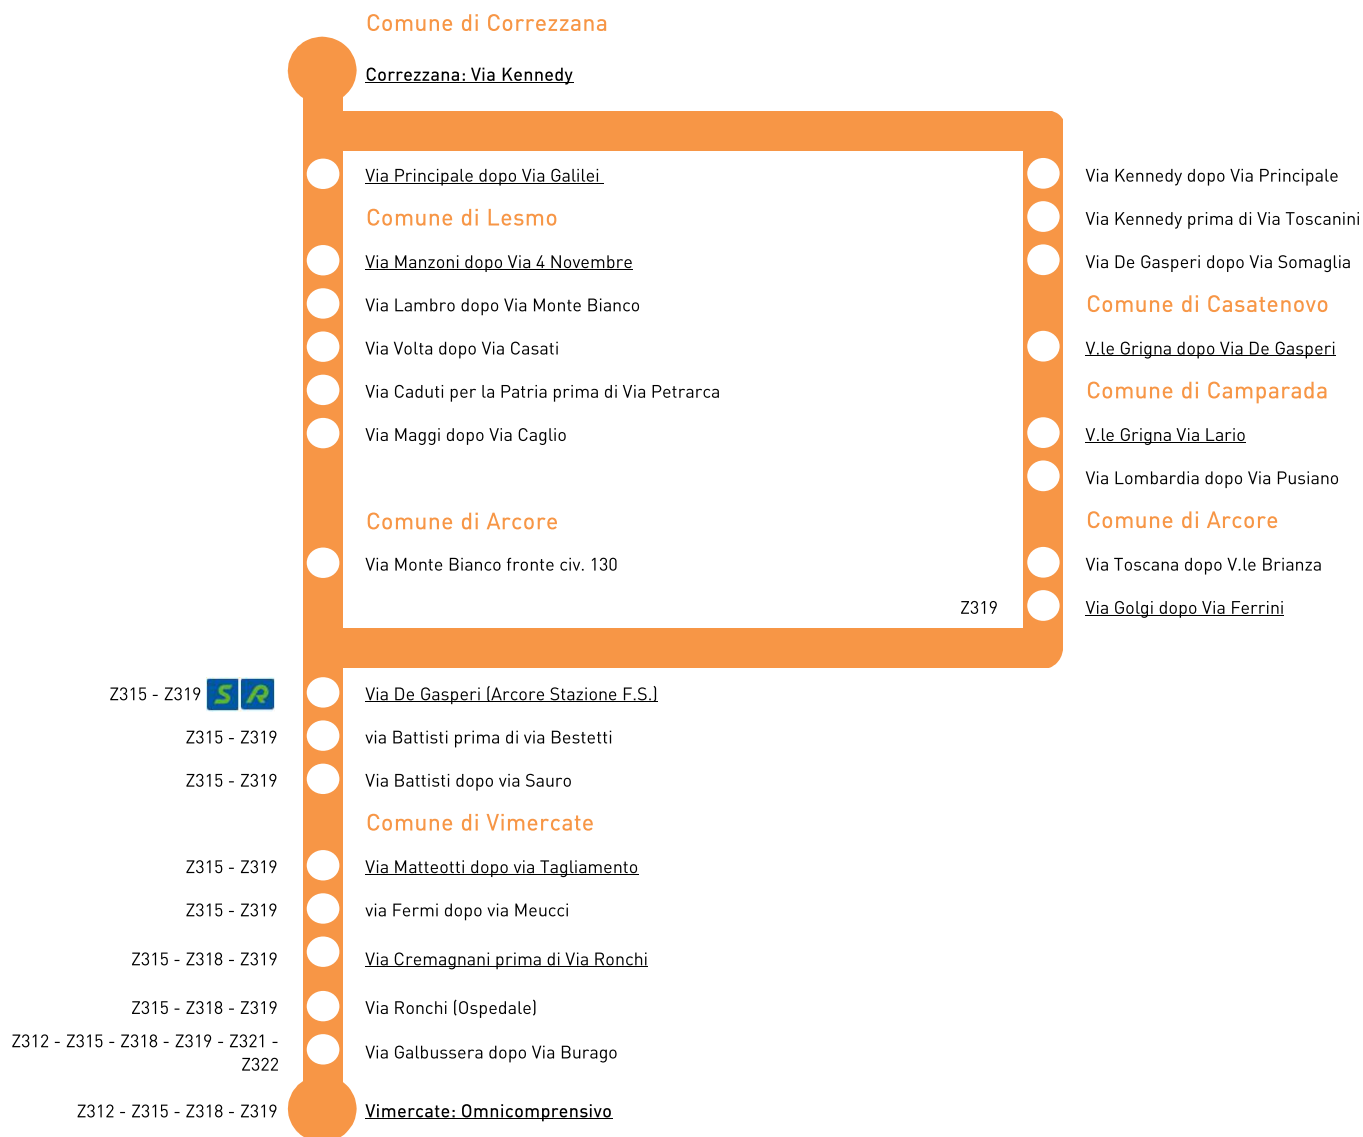 Comune di Correzzana
Correzzana: Via Kennedy
Via Principale dopo Via Galilei
Via Kennedy dopo Via Principale
Comune di Lesmo
Via Kennedy prima di Via Toscanini
Via Manzoni dopo Via 4 Novembre
Via De Gasperi dopo Via Somaglia
Via Lambro dopo Via Monte Bianco
Comune di Casatenovo
Via Volta dopo Via Casati
V.le Grigna dopo Via De Gasperi
Via Caduti per la Patria prima di Via Petrarca
Comune di Camparada
Via Maggi dopo Via Caglio
V.le Grigna Via Lario
Via Lombardia dopo Via Pusiano
Comune di Arcore
Comune di Arcore
Via Monte Bianco fronte civ. 130
Via Toscana dopo V.le Brianza
Z319
Via Golgi dopo Via Ferrini
Z315 - Z319 S R
Via De Gasperi (Arcore Stazione F.S.)
Z315 - Z319
via Battisti prima di via Bestetti
Z315 - Z319
Via Battisti dopo via Sauro
Comune di Vimercate
Z315 - Z319
Via Matteotti dopo via Tagliamento
Z315 - Z319
via Fermi dopo via Meucci
Z315 - Z318 - Z319
Via Cremagnani prima di Via Ronchi
Z315 - Z318 - Z319
Via Ronchi (Ospedale)
Z312 - Z315 - Z318 - Z319 - Z321 -
Z322
Via Galbussera dopo Via Burago
Z312 - Z315 - Z318 - Z319
Vimercate: Omnicomprensivo